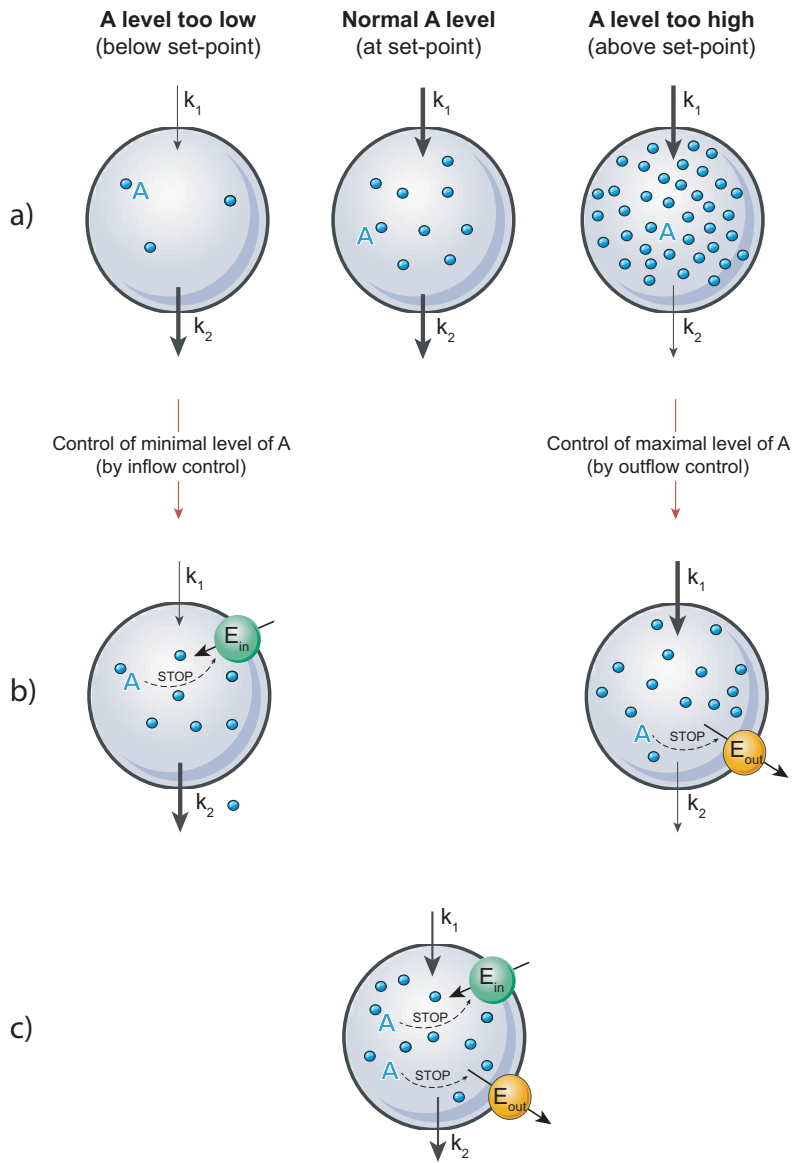 A level too low
(below set-point)
Normal A level
(at set-point)
A level too high
(above set-point)
k1
k1
k1
a)
A
A
A
k2
k2
k2
Control of minimal level of A
(by inflow control)
Control of maximal level of A
(by outflow control)
k1
k1
b)
Ein
A
STOP
A
STOP
Eout
k2
k2
k1
c)
Ein
A
STOP
A
STOP
Eout
k2